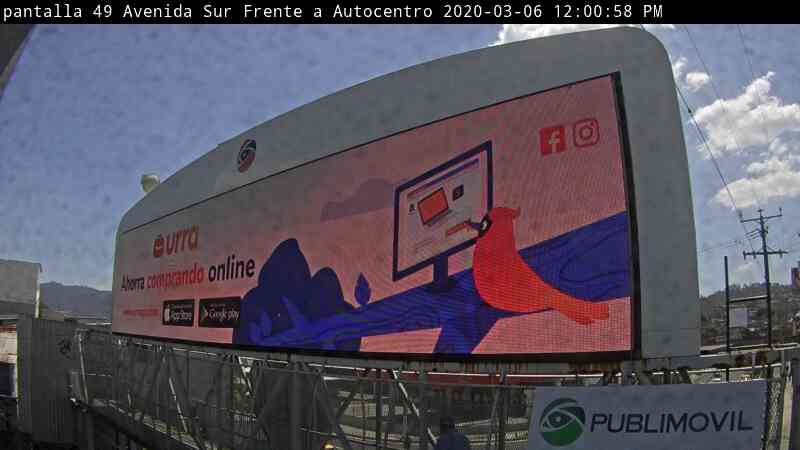 pantalla 49 Avenida Sur Frente a Autocentro 2020-03-06 12:00:58 PM
urra
Ahorra comprando online
App Store
Google play
PUBLIMOVIL